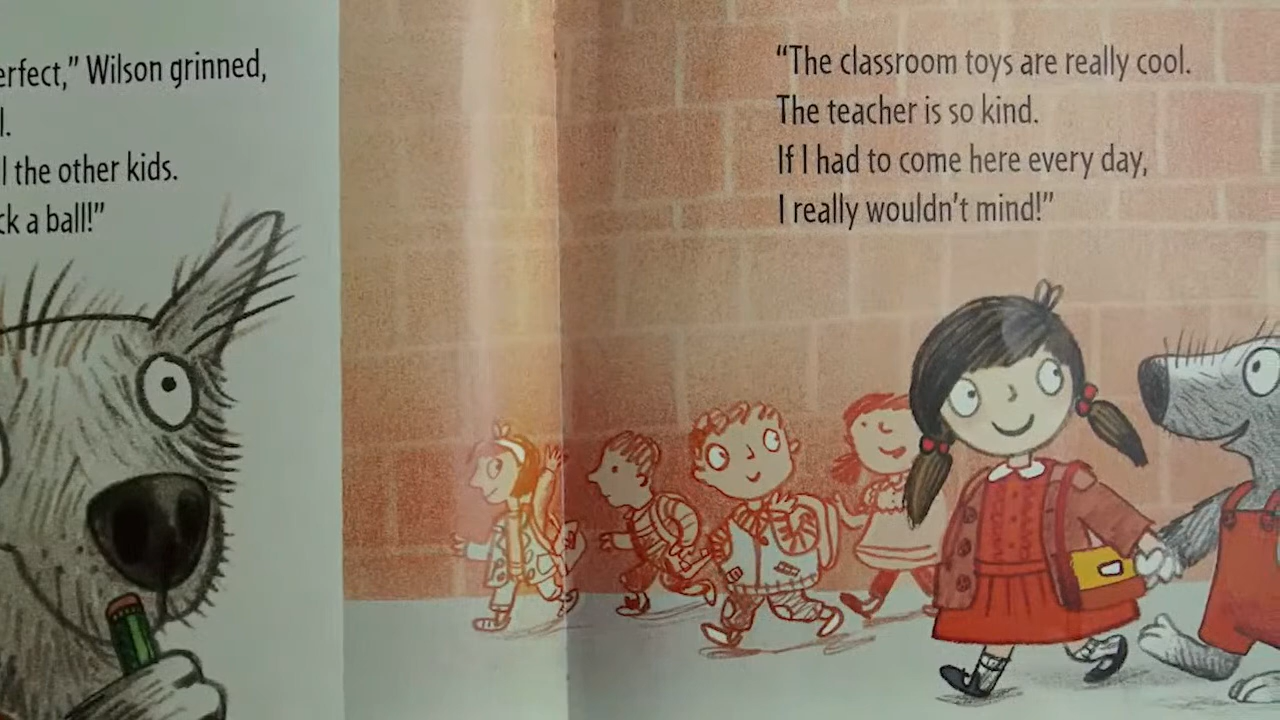 erfect,” Wilson grinned,
l.
l the other kids.
ck a ball!”
“The classroom toys are really cool.
The teacher is so kind.
If I had to come here every day,
I really wouldn’t mind!”